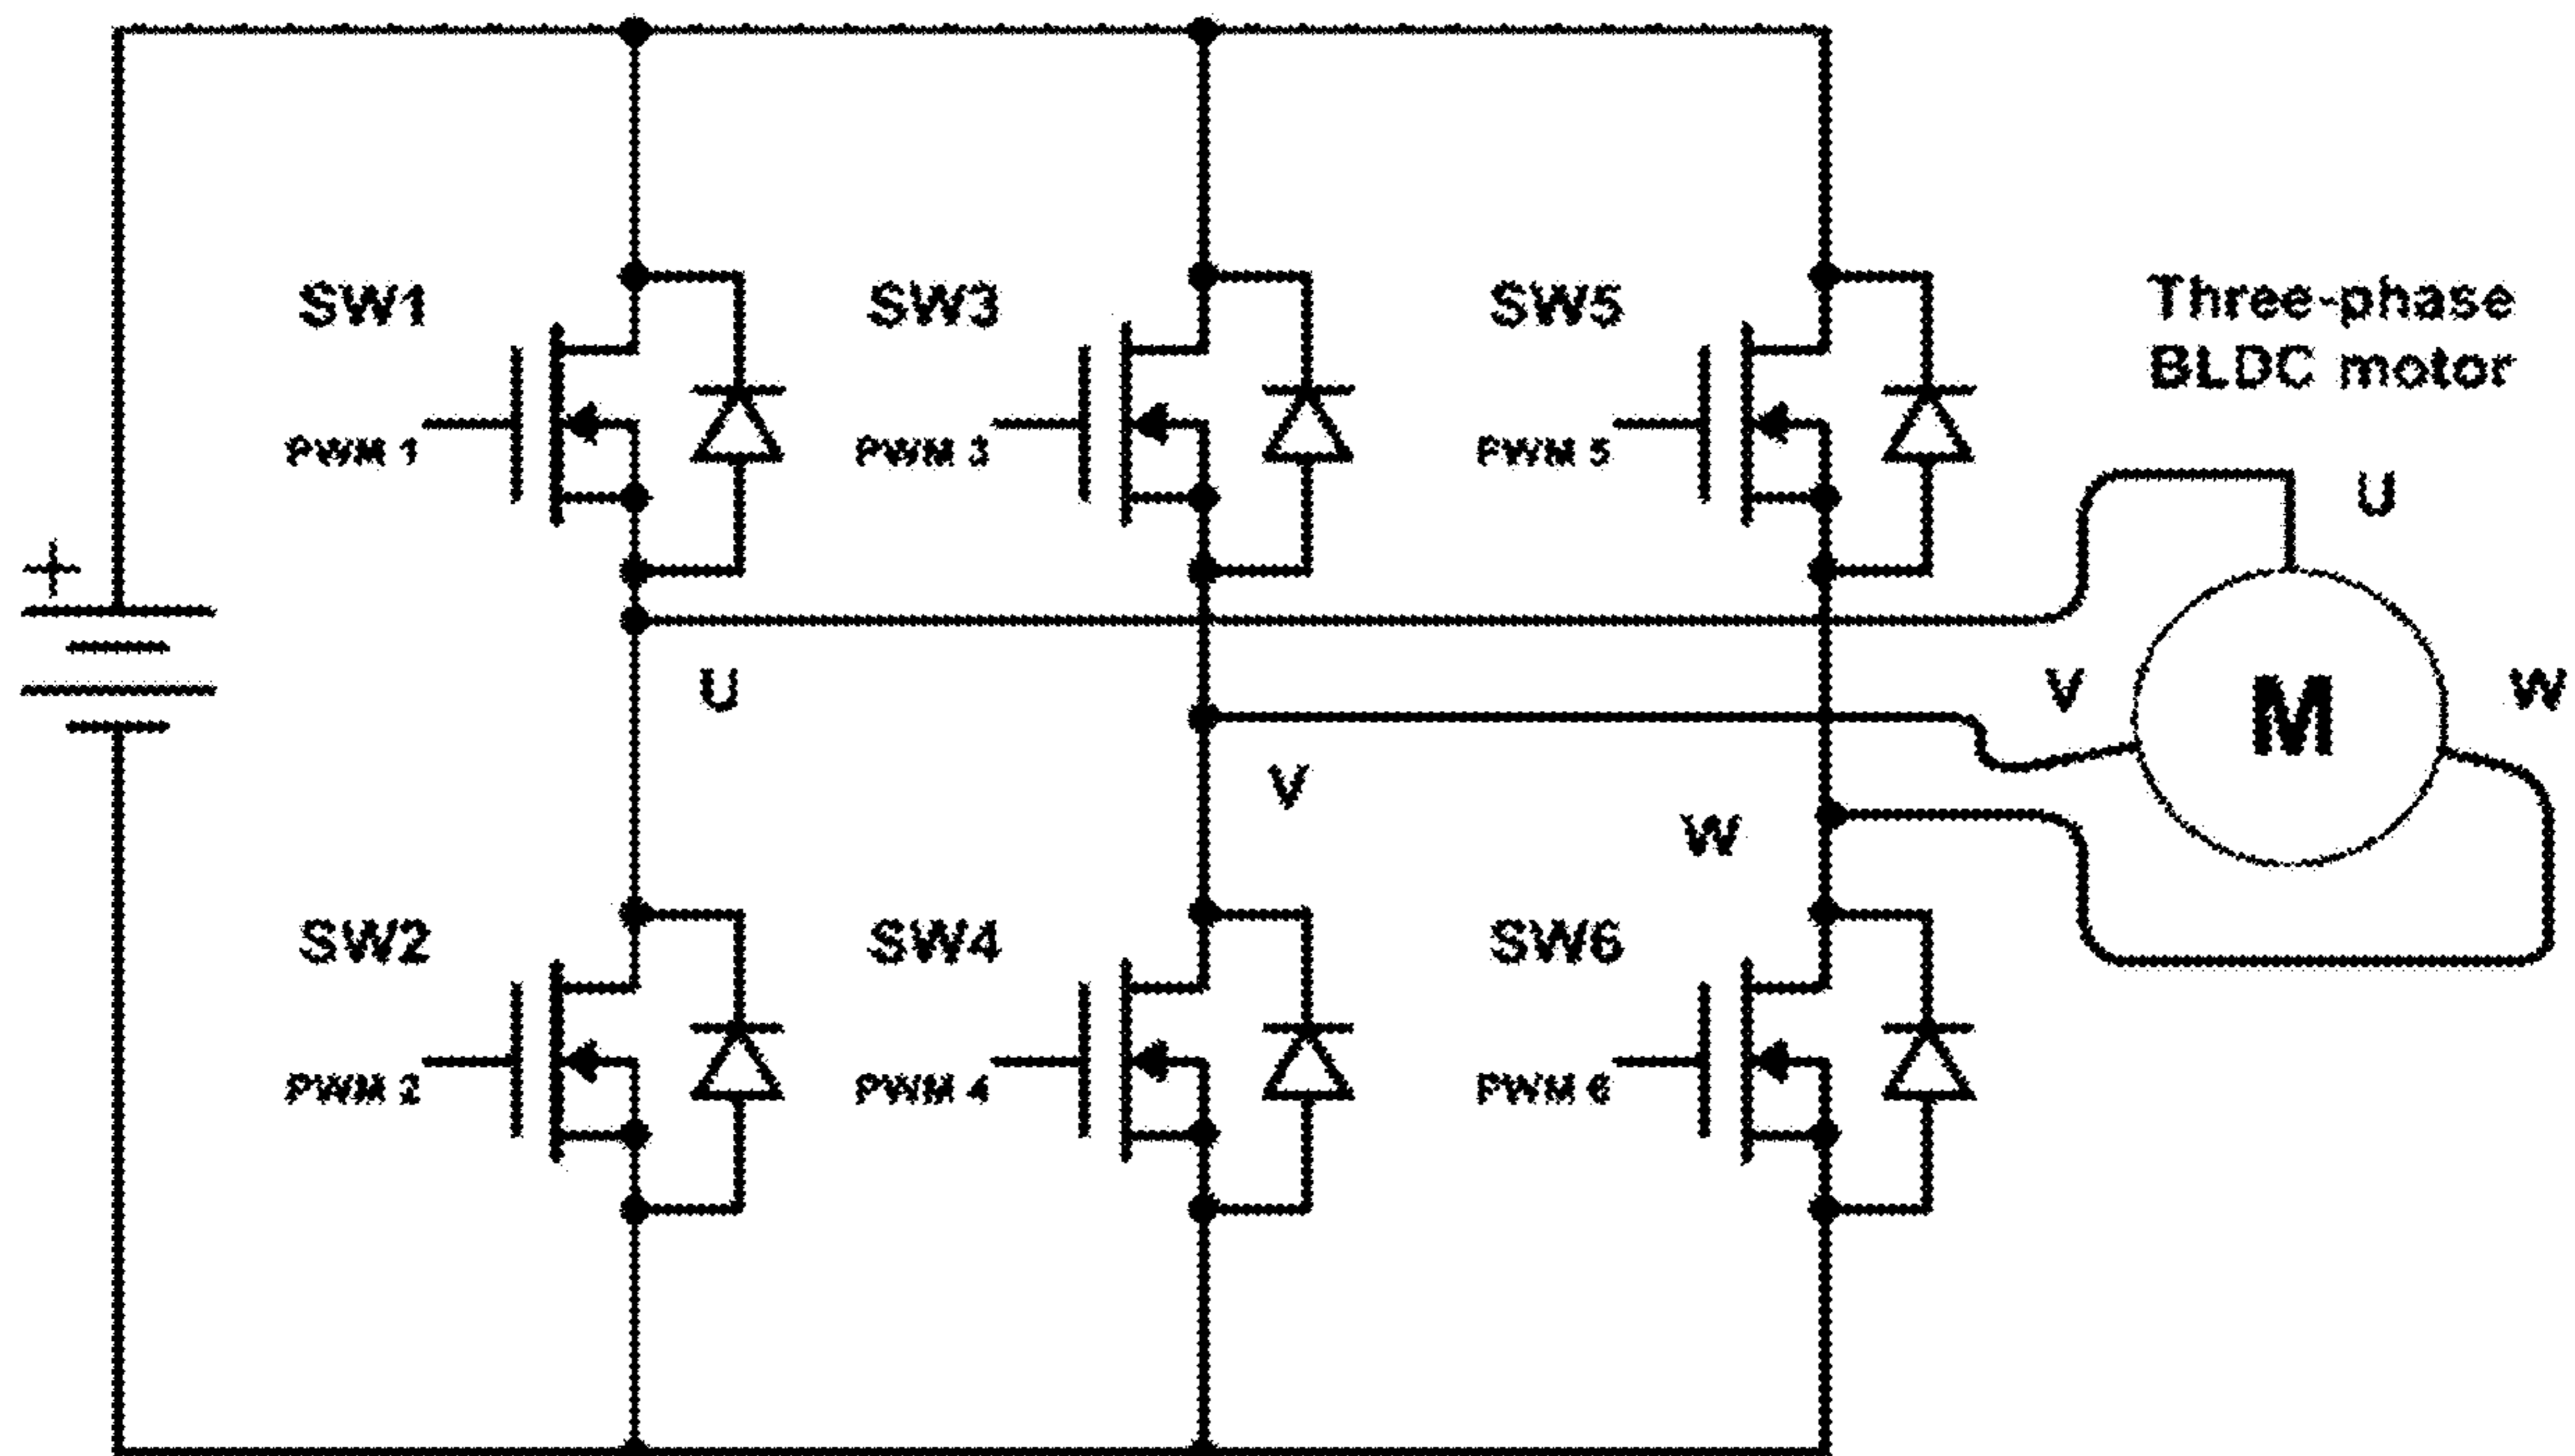 SW1
SW3
SW5
Three-phase
BLDC motor
PWM 1
PWM 3
PWM 5
U
+
U
V
M
W
V
W
SW2
SW4
SW6
PWM 2
PWM 4
PWM 6